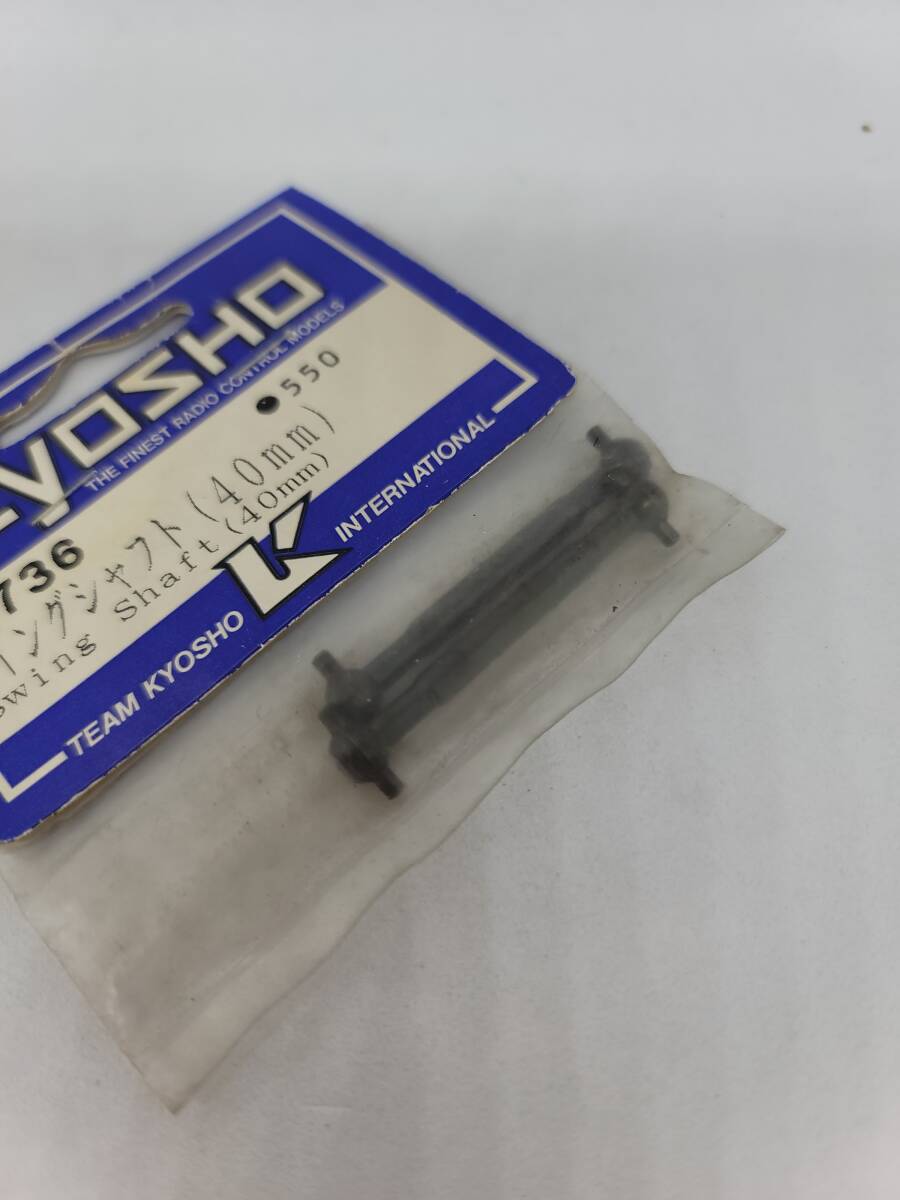 KYOSHO
THE FINEST RADIO CONTROL MODELS
●550
736
イングシャフト(40mm)
Swing Shaft(40mm)
TEAM KYOSHO K INTERNATIONAL